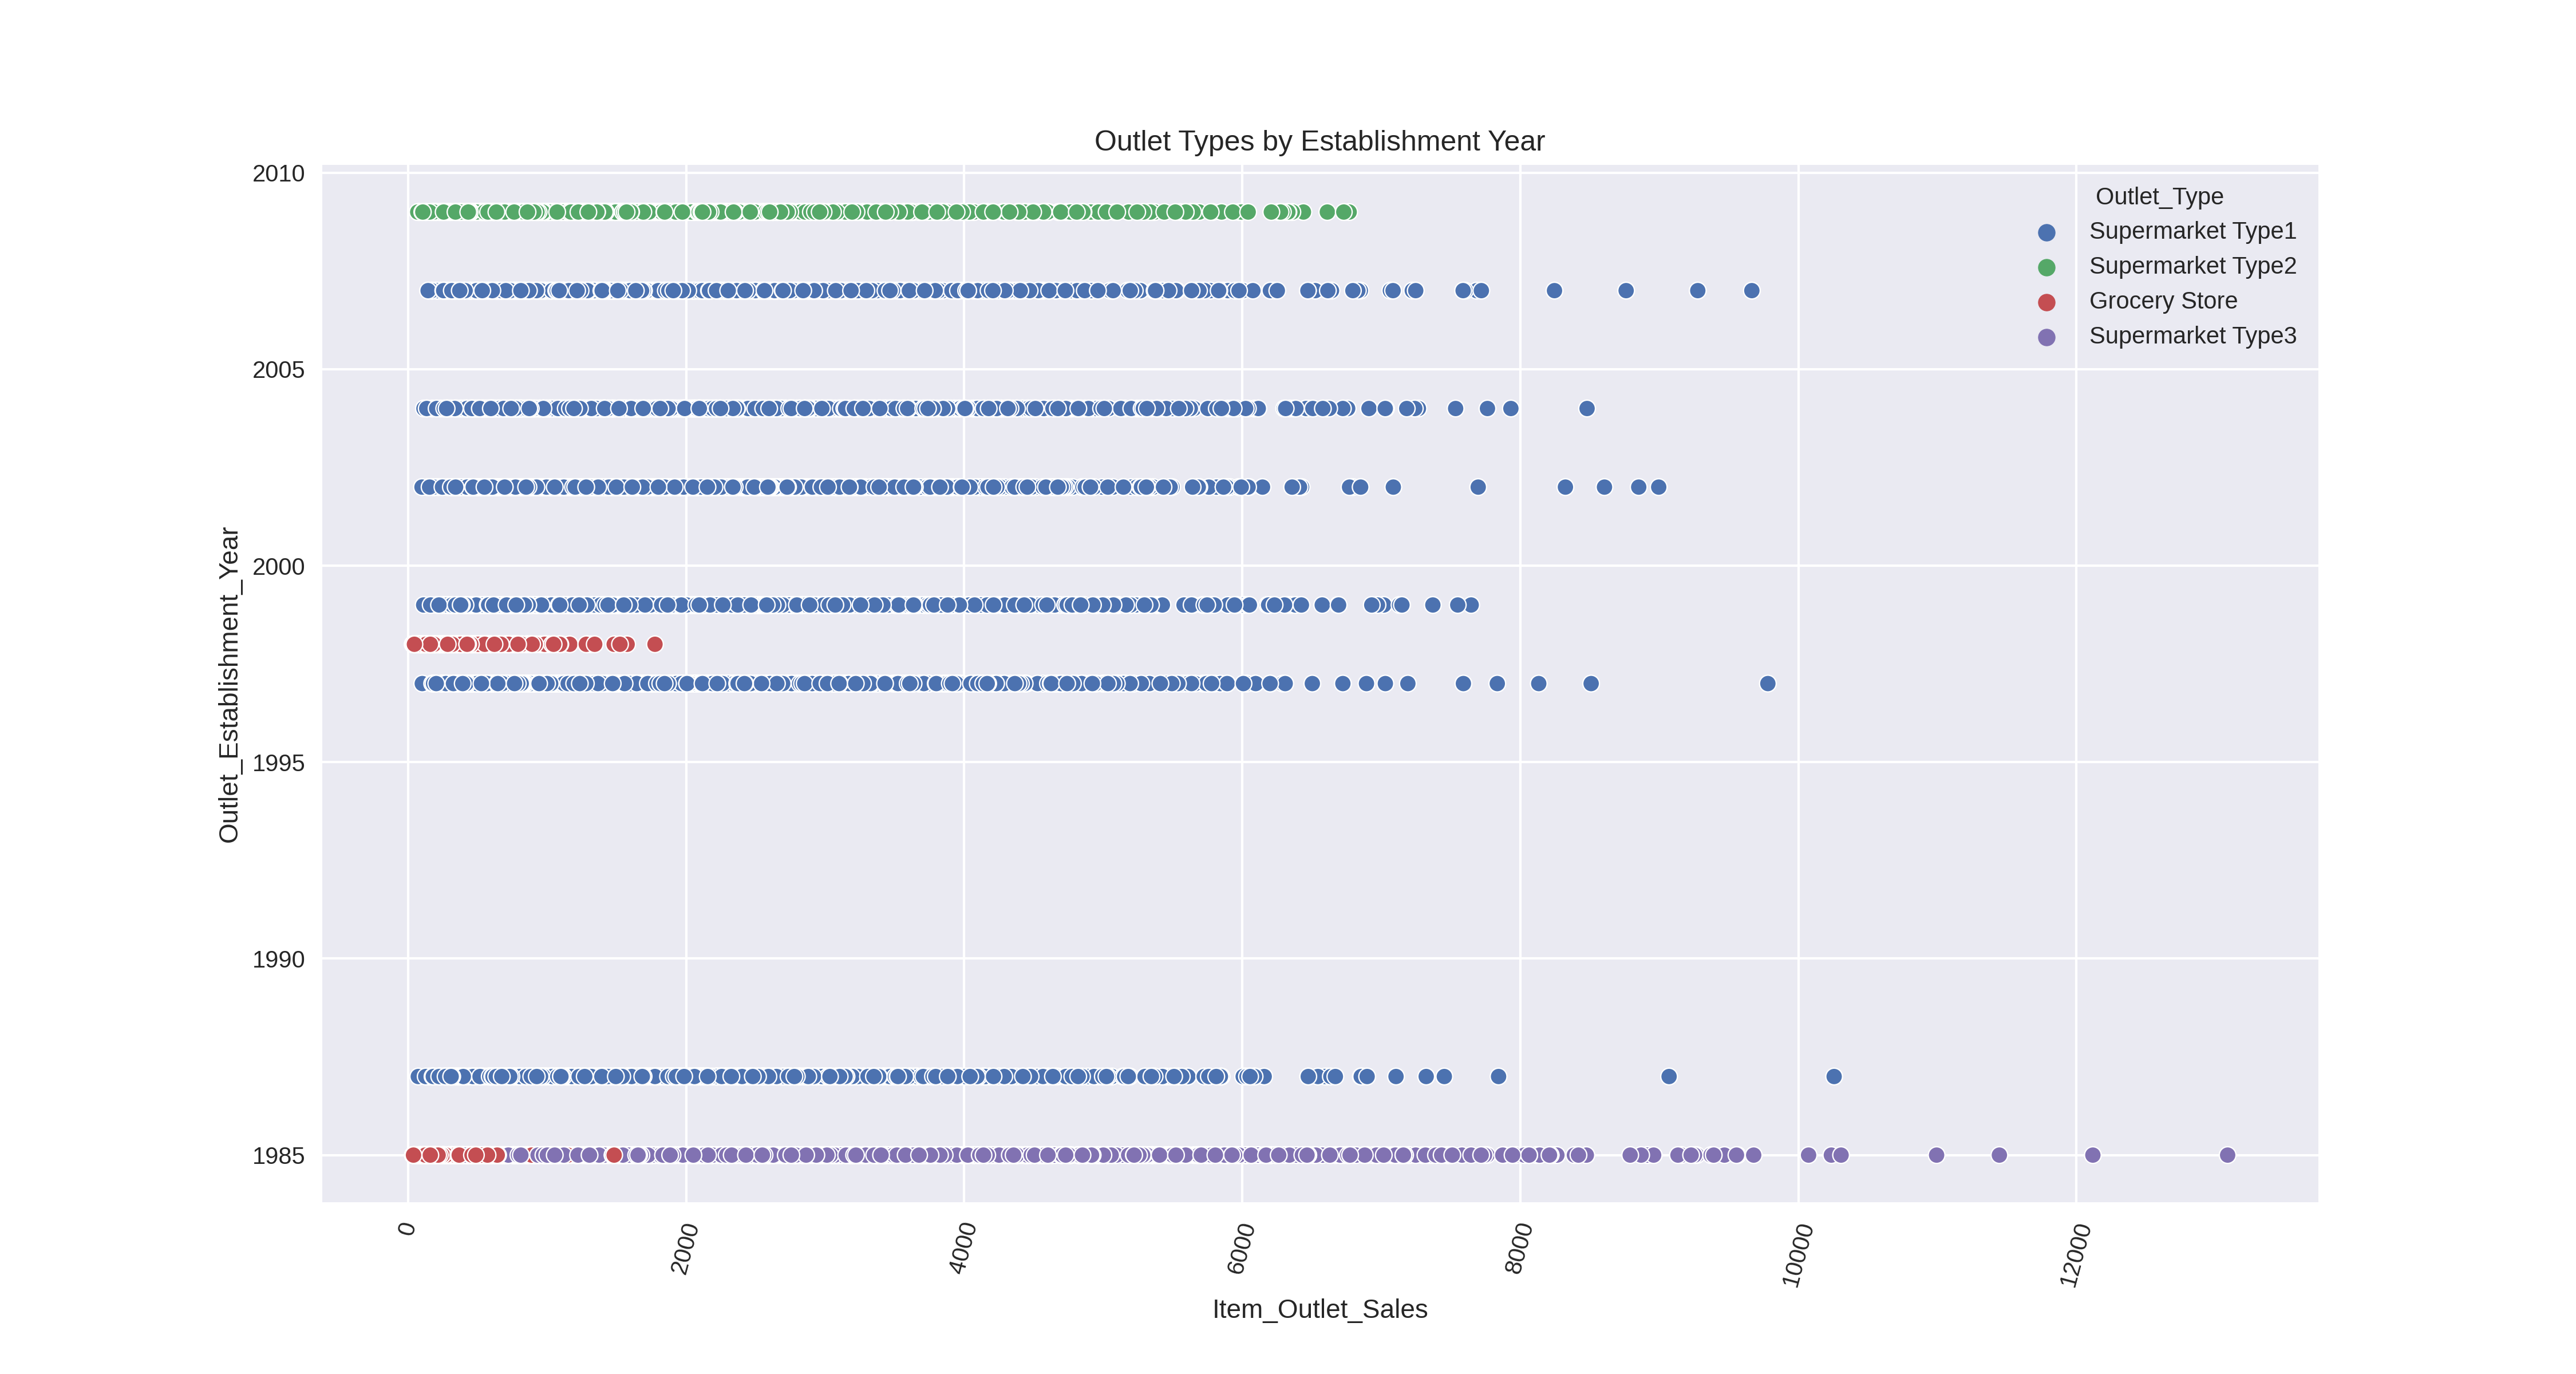 Outlet Types by Establishment Year
Outlet_Type
Supermarket Type1
Supermarket Type2
Grocery Store
Supermarket Type3
Outlet_Establishment_Year
2010
2005
2000
1995
1990
1985
0
2000
4000
6000
8000
10000
12000
Item_Outlet_Sales